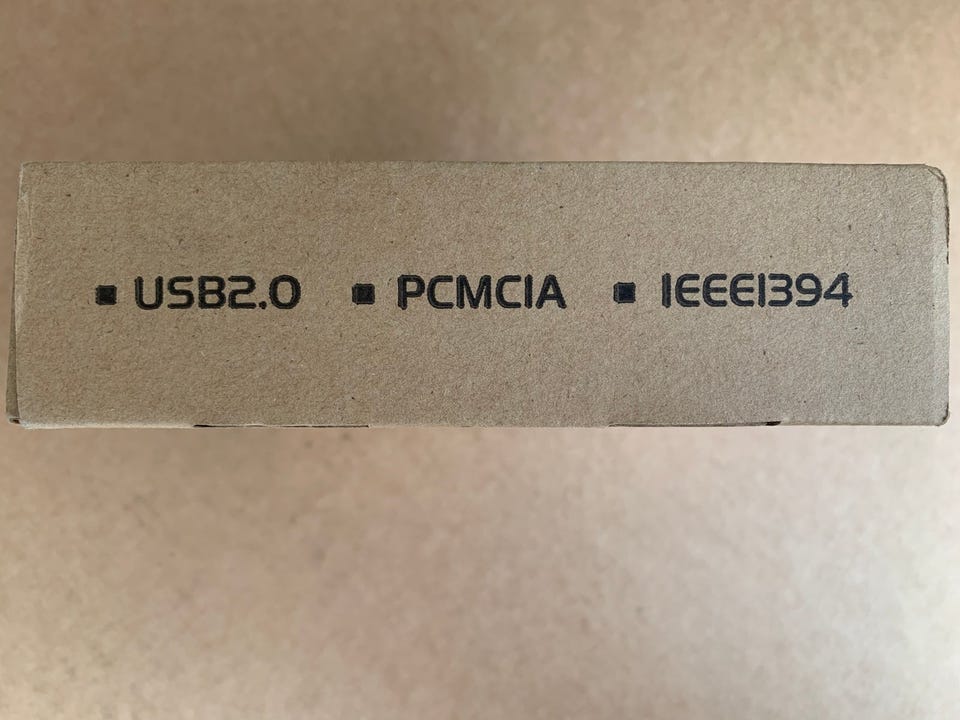 ■ USB2.0 ■ PCMCIA ■ IEEE1394